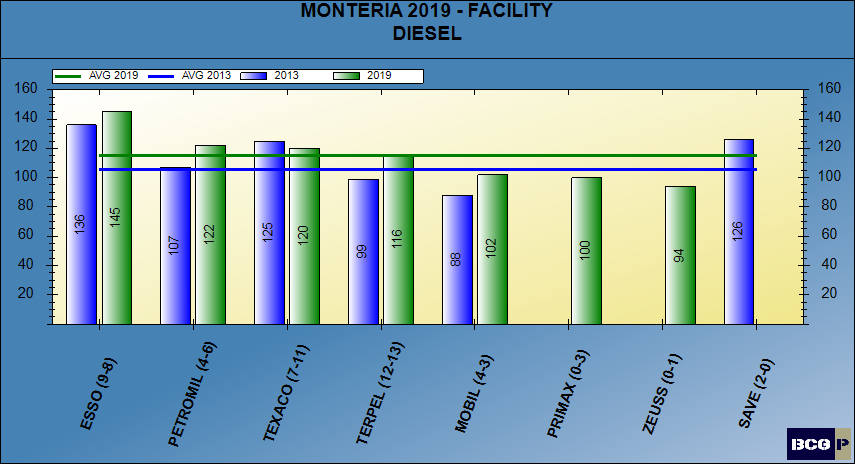 MONTERIA 2019 - FACILITY
DIESEL
AVG 2019 AVG 2013 2013 2019
160 160
140 140
120 120
100 100
80 80
60 60
40 40
20 20
136 145 107 122 125 120 99 116 88 102 100 94 126
ESSO (9-8)
PETROMIL (4-6)
TEXACO (7-11)
TERPEL (12-13)
MOBIL (4-3)
PRIMAX (0-3)
ZEUSS (0-1)
SAVE (2-0)
BCG P